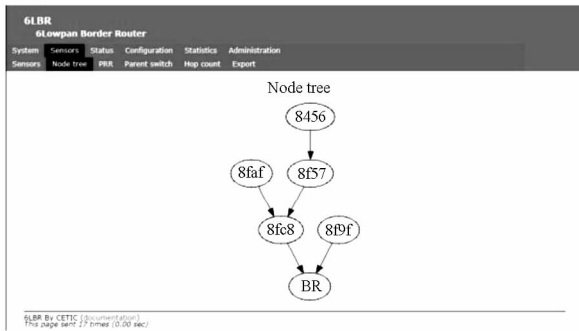 6LBR
6Lowpan Border Router
System Sensors Status Configuration Statistics Administration
Sensors Node tree PRR Parent switch Hop count Export
Node tree
8456
8faf 8f57
8fc8 8f9f
BR
6LBR By CETIC (documentation)
This page sent 17 times (0.00 sec)